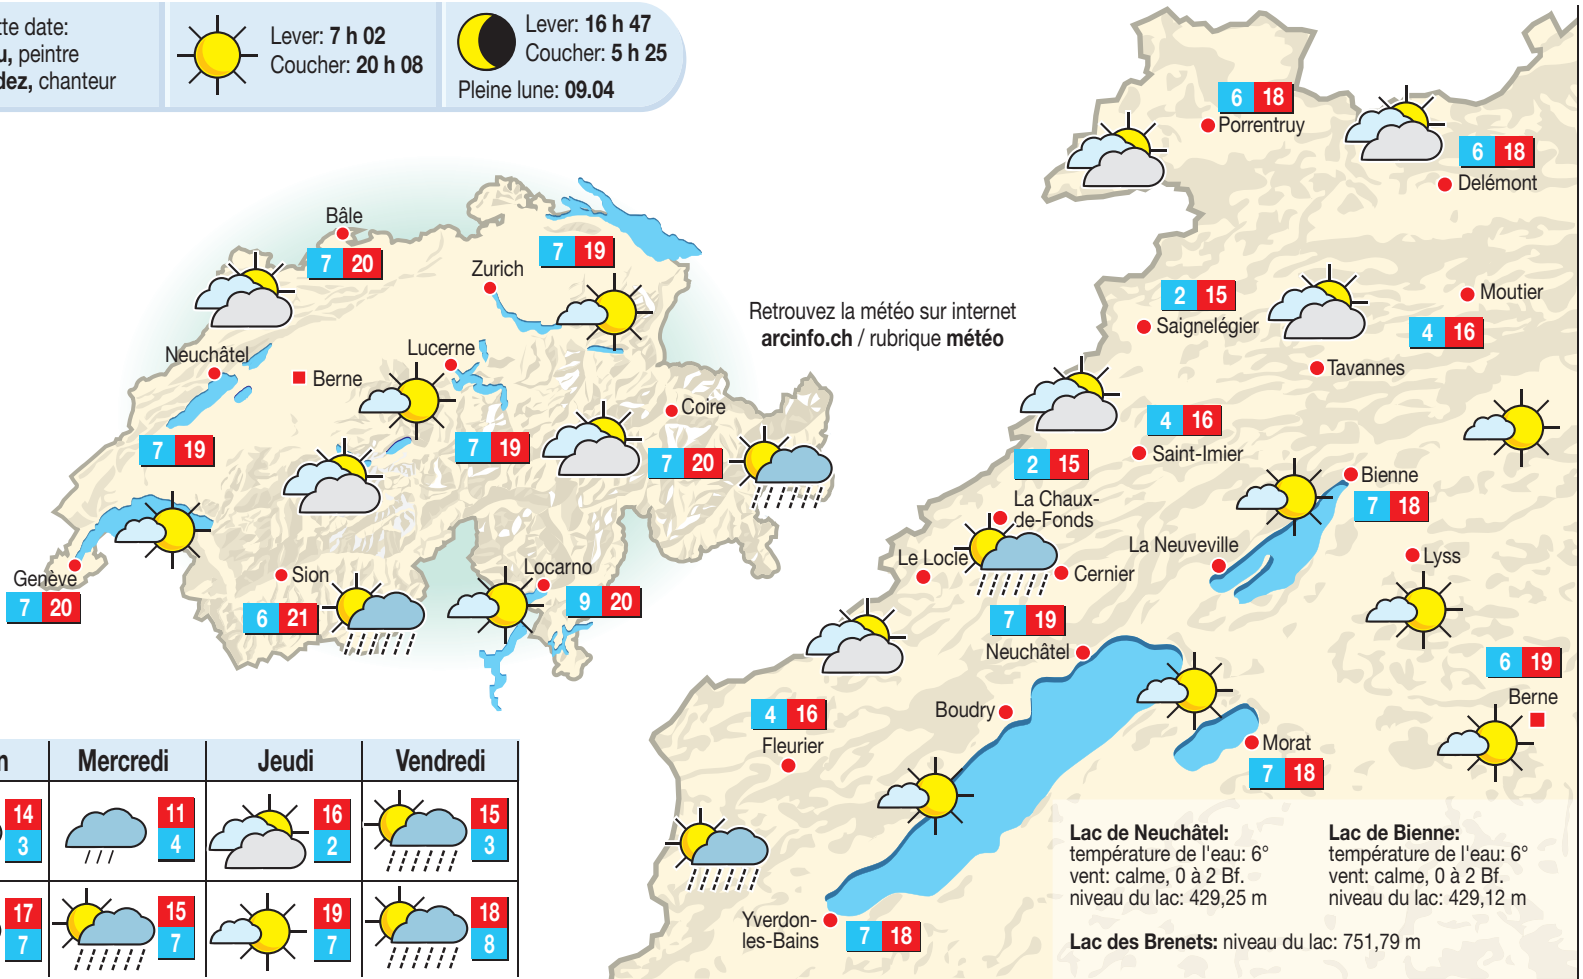 tte date:
u, peintre
dez, chanteur
Lever: 7 h 02
Coucher: 20 h 08
Lever: 16 h 47
Coucher: 5 h 25
Pleine lune: 09.04
Bâle
7 20
Zurich
7 19
Neuchâtel
7 19
Berne
Lucerne
7 19
Coire
7 20
Genève
7 20
Sion
6 21
Locarno
9 20
Retrouvez la météo sur internet
arcinfo.ch / rubrique météo
n
Mercredi
Jeudi
Vendredi
14
3
11
4
16
2
15
3
17
7
15
7
19
7
18
8
6 18
Porrentruy
6 18
Delémont
2 15
Saignelégier
Moutier
4 16
Tavannes
4 16
Saint-Imier
2 15
La Chaux-
de-Fonds
Bienne
7 18
Le Locle
Cernier
La Neuveville
Lyss
7 19
Neuchâtel
6 19
Berne
Boudry
4 16
Fleurier
Morat
7 18
Yverdon-
les-Bains
7 18
Lac de Neuchâtel:
température de l'eau: 6°
vent: calme, 0 à 2 Bf.
niveau du lac: 429,25 m
Lac de Bienne:
température de l'eau: 6°
vent: calme, 0 à 2 Bf.
niveau du lac: 429,12 m
Lac des Brenets: niveau du lac: 751,79 m